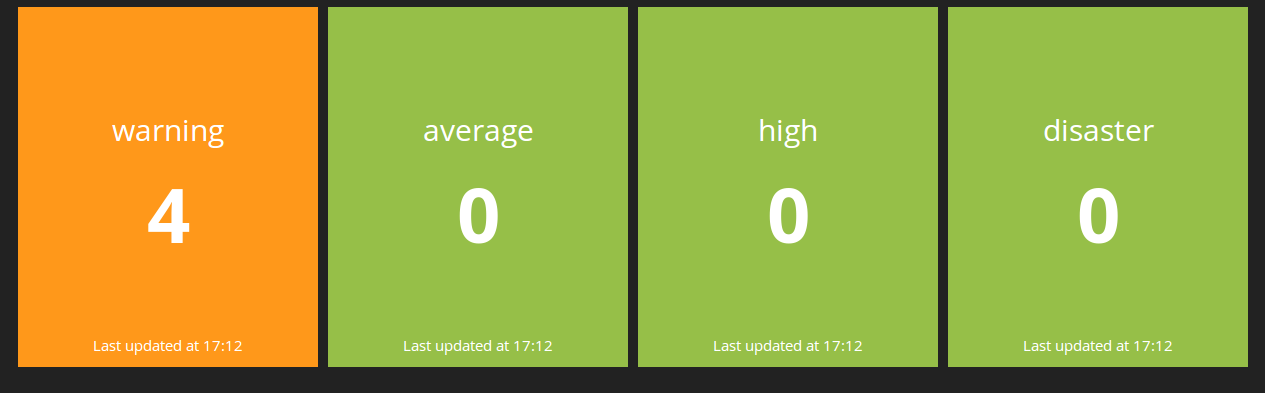 warning
4
Last updated at 17:12
average
0
Last updated at 17:12
high
0
Last updated at 17:12
disaster
0
Last updated at 17:12